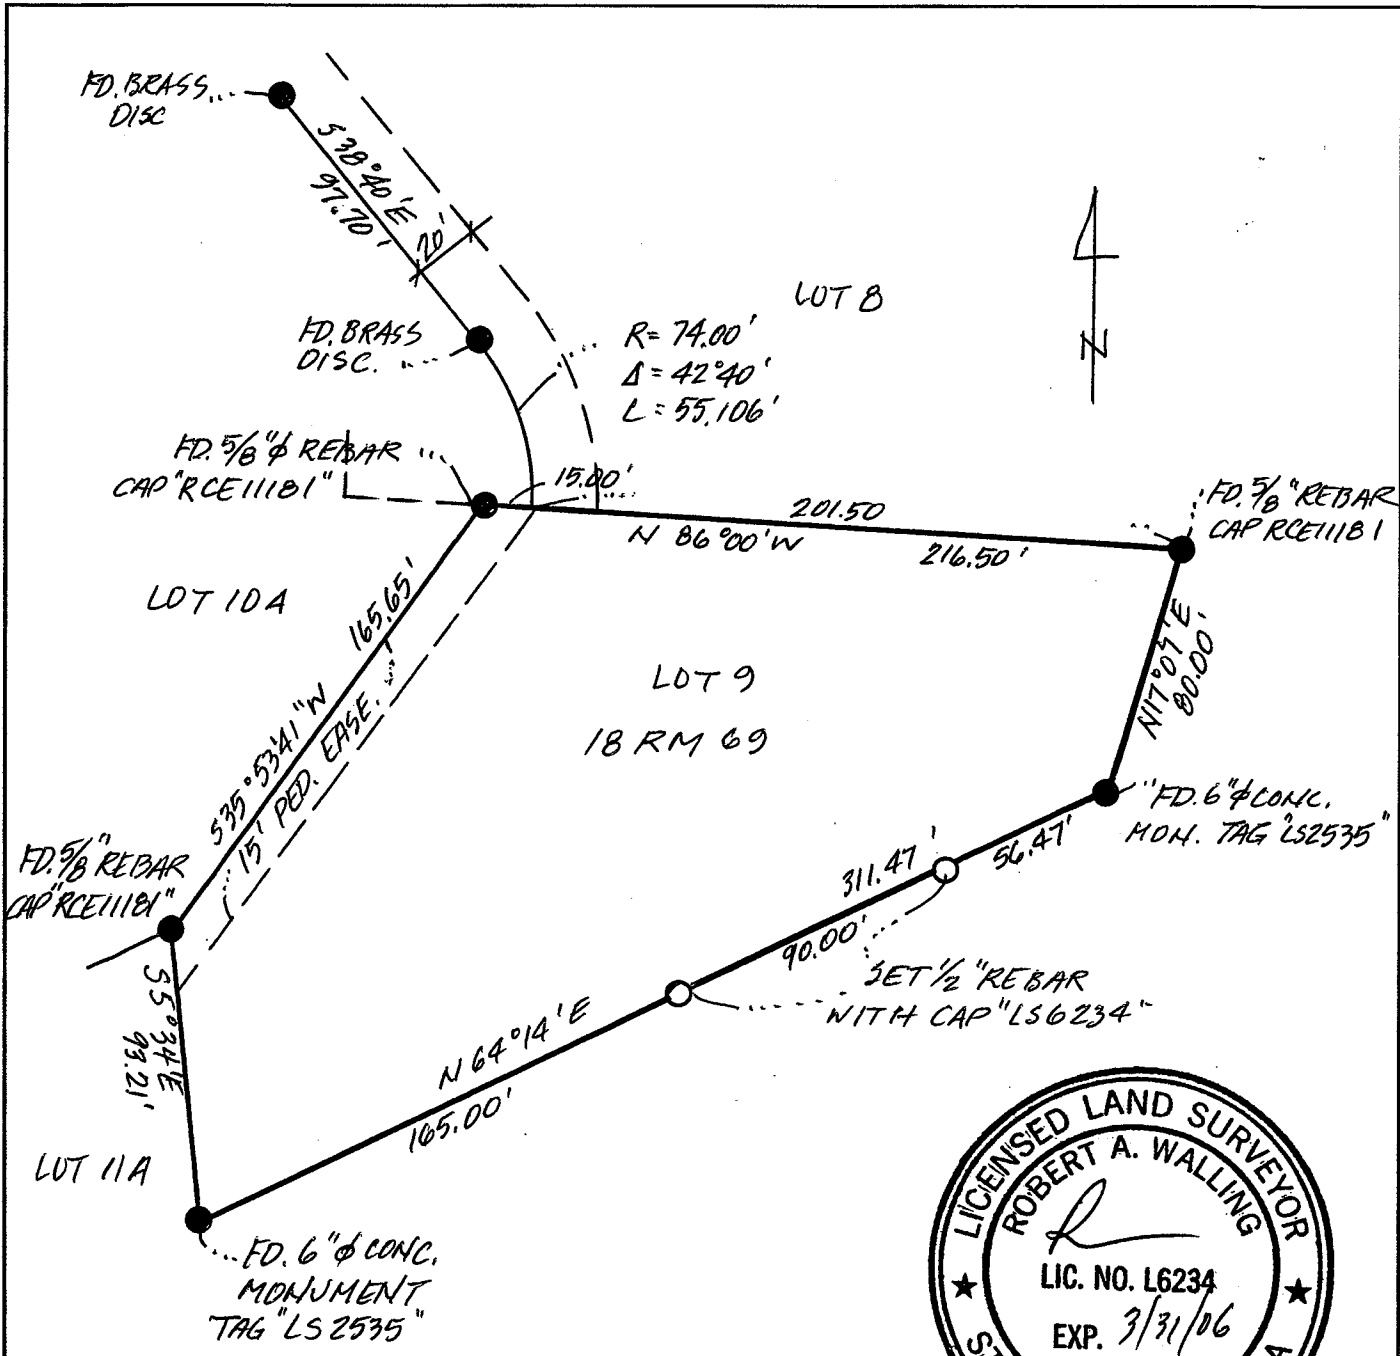 FD. BRASS
DISC
S38°40'E
97.70'
20'
LOT 8
FD. BRASS
DISC.
R= 74.00'
Δ = 42°40'
L = 55.106'
FD. 5/8"ϕ REBAR
CAP "RCE11181"
15.00'
201.50
N 86°00'W
216.50'
FD. 5/8" REBAR
CAP RCE11181
N
LOT 10A
165.65'
S35°53'41"W
15' PED. EASE.
LOT 9
18 RM 69
N17°07'E
80.00'
"FD. 6"ϕ CONC.
MON. TAG "LS2535"
FD. 5/8" REBAR
CAP "RCE11181"
311.47'
56.47'
90.00'
SET 1/2" REBAR
WITH CAP "LS6234"
S5°34'E
93.21'
N 64°14'E
165.00'
LOT 11A
FD. 6"ϕ CONC.
MONUMENT
TAG "LS 2535"
LICENSED LAND SURVEYOR
ROBERT A. WALLING
LIC. NO. L6234
EXP. 3/31/06